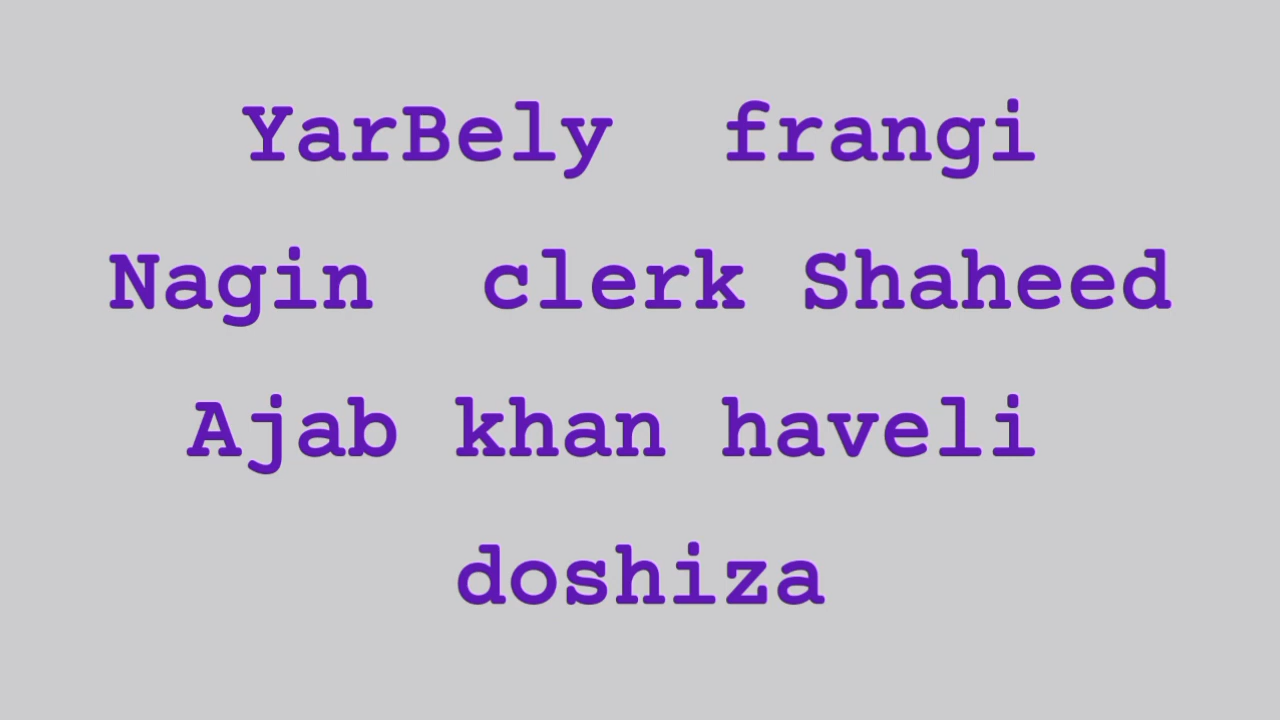 YarBely  frangi
Nagin  clerk Shaheed
Ajab khan haveli
doshiza